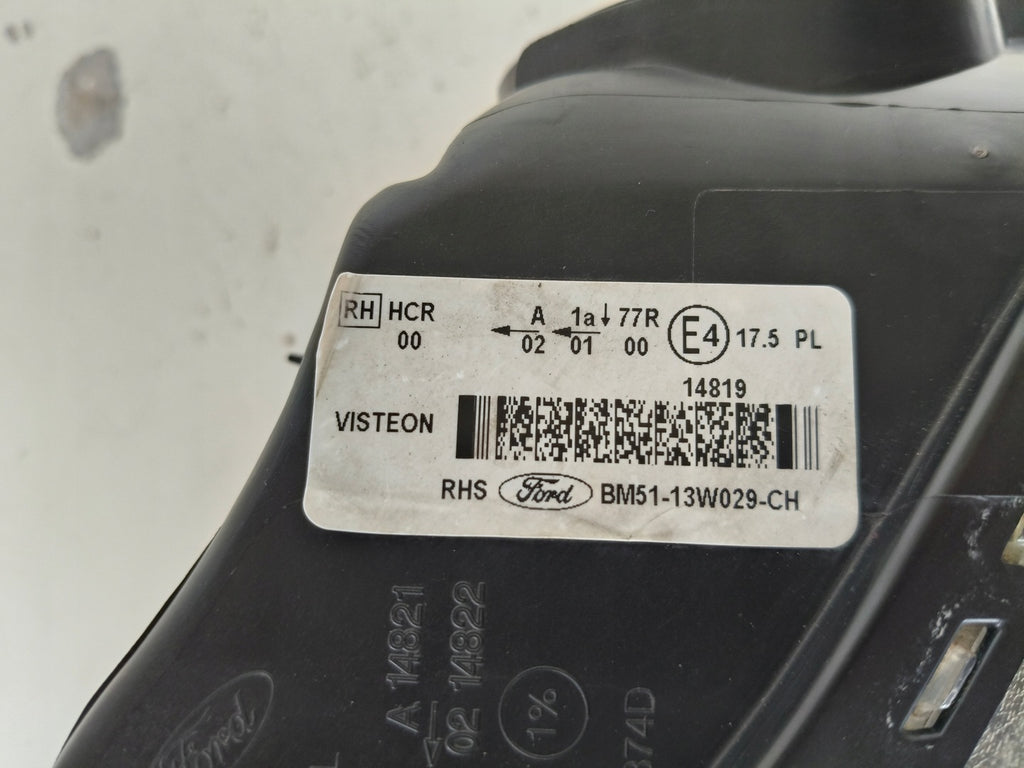 RH HCR A 1a 77R E4 17.5 PL
00 02 01 00
14819
VISTEON
RHS Ford BM51-13W029-CH
A 14821
02 14822
1%
374D
Ford